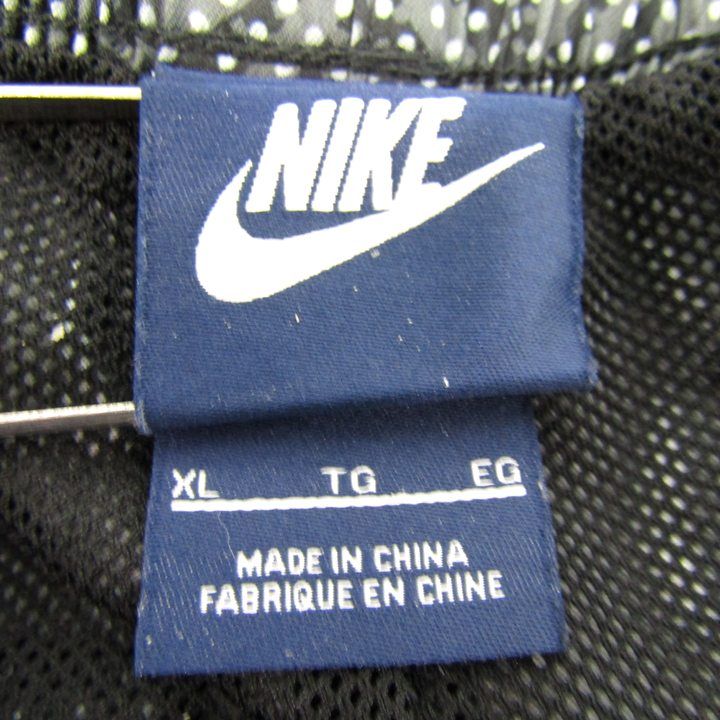 NIKE
XL TG EG
MADE IN CHINA
FABRIQUE EN CHINE